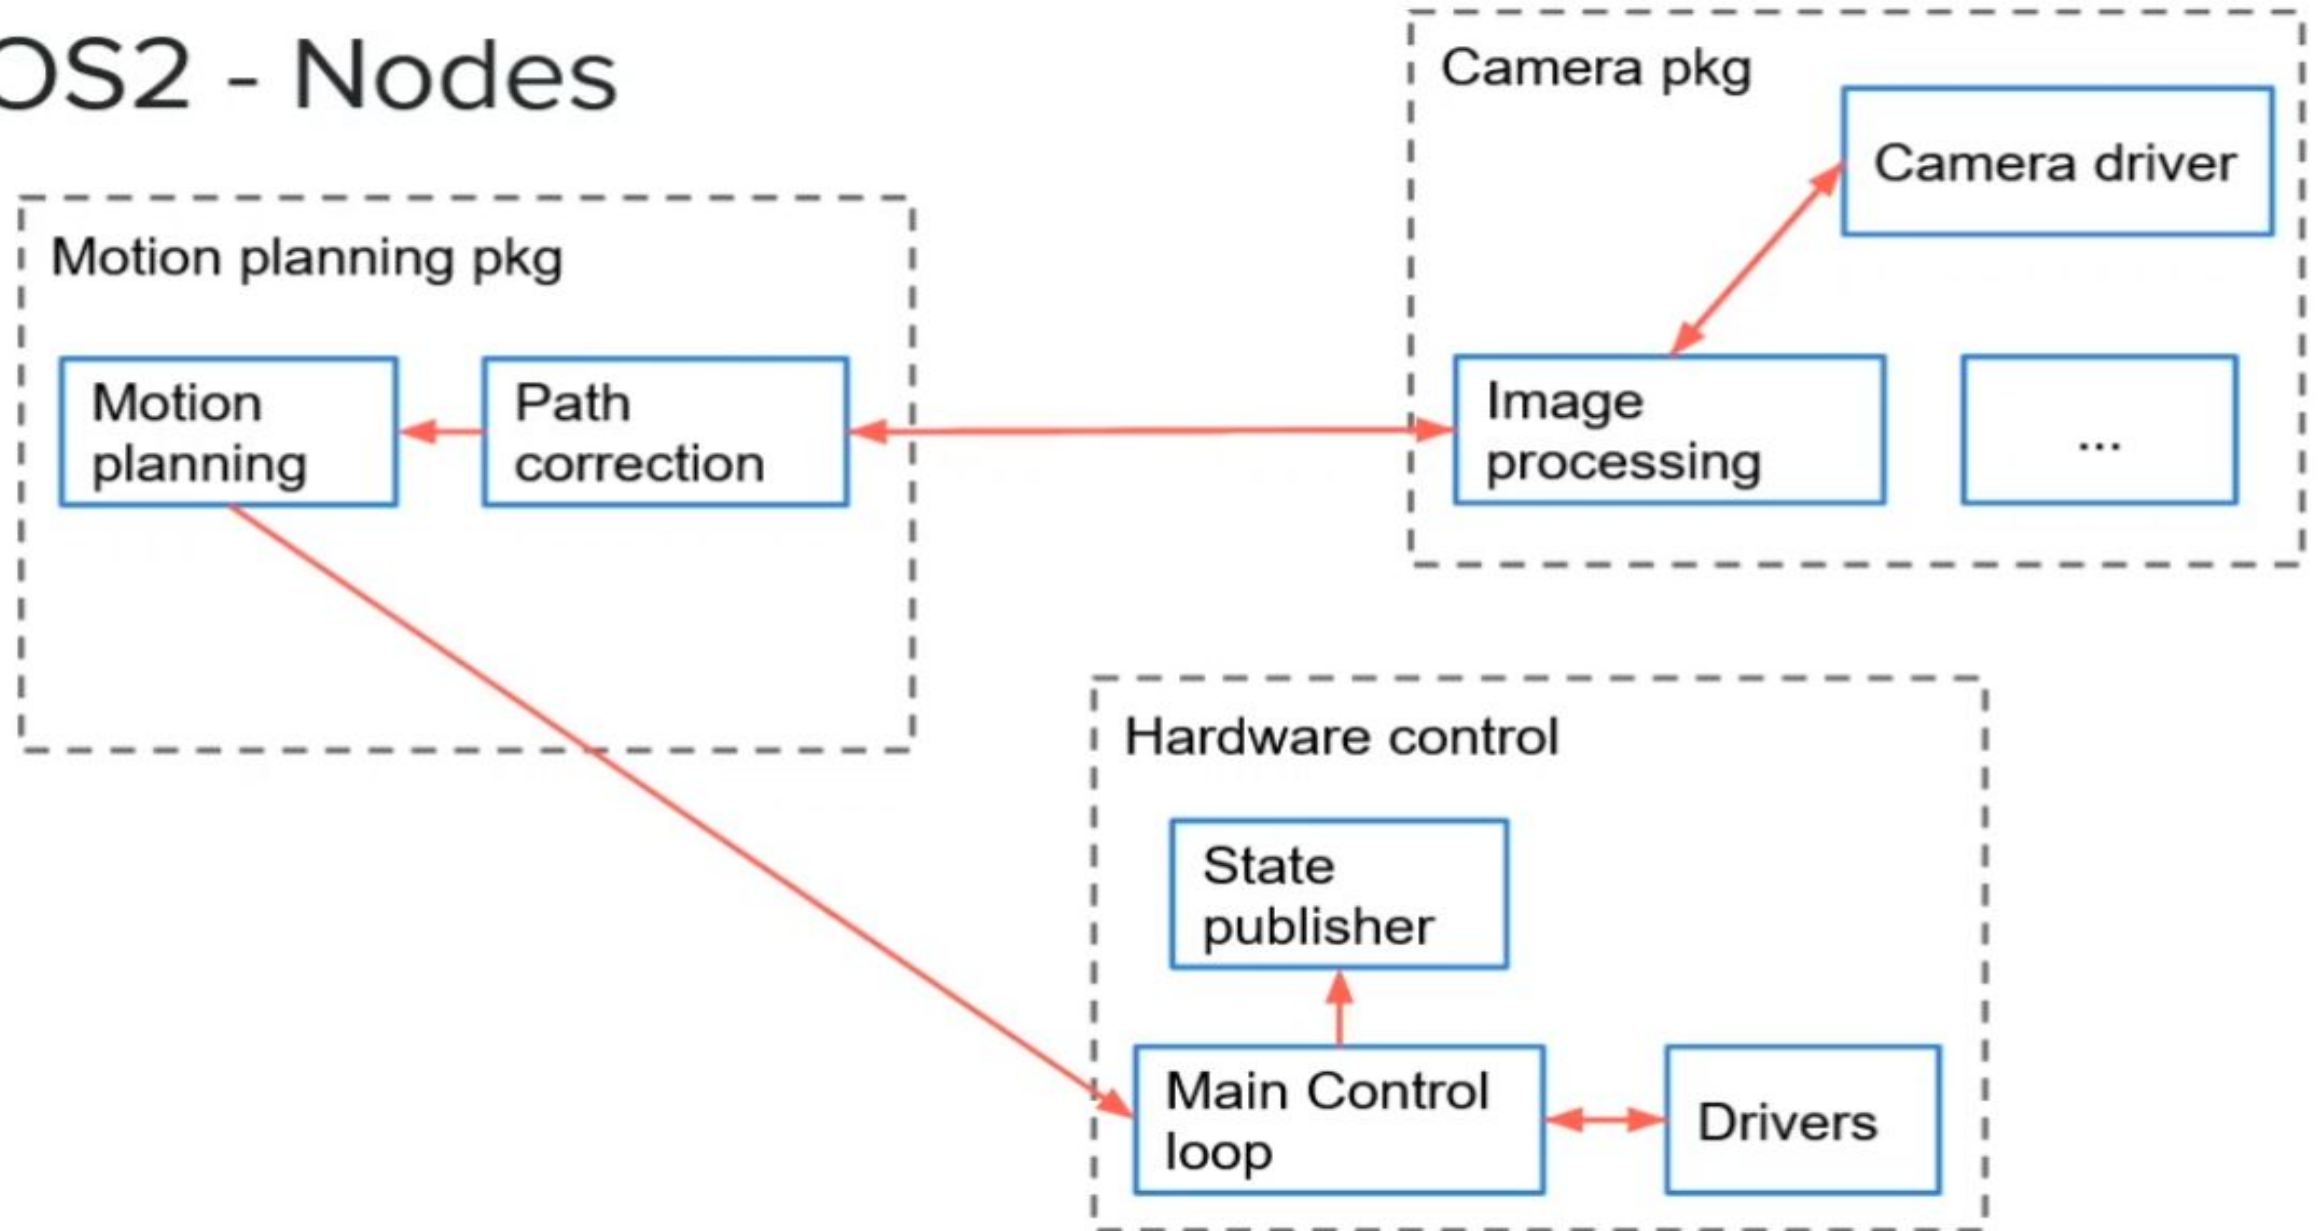 OS2 - Nodes
Camera pkg
Camera driver
Motion planning pkg
Motion
planning
Path
correction
Image
processing
...
Hardware control
State
publisher
Main Control
loop
Drivers